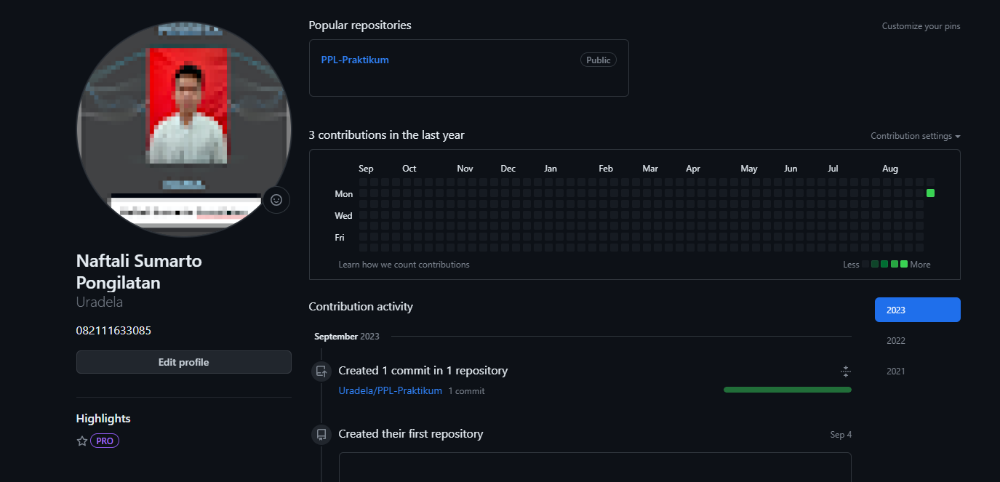 Popular repositories
Customize your pins
PPL-Praktikum
Public
3 contributions in the last year
Contribution settings
Sep Oct Nov Dec Jan Feb Mar Apr May Jun Jul Aug
Mon
Wed
Fri
Learn how we count contributions
Less More
Naftali Sumarto
Pongilatan
Uradela
082111633085
Edit profile
Highlights
PRO
Contribution activity
2023
2022
2021
September 2023
Created 1 commit in 1 repository
Uradela/PPL-Praktikum 1 commit
Created their first repository
Sep 4